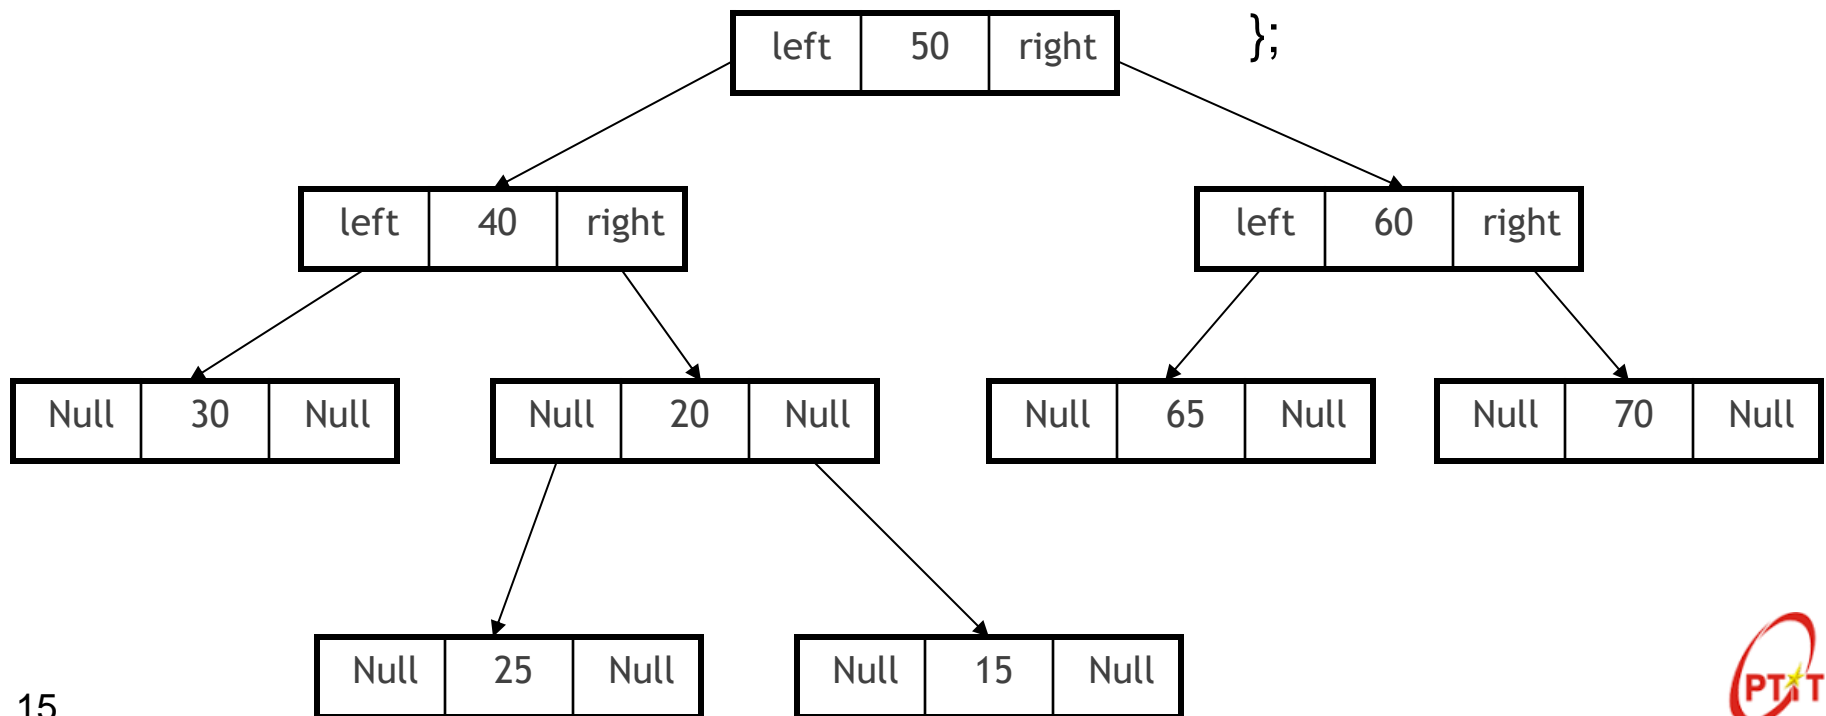 left 50 right };
left 40 right left 60 right
Null 30 Null Null 20 Null Null 65 Null Null 70 Null
Null 25 Null Null 15 Null
15
PTIT